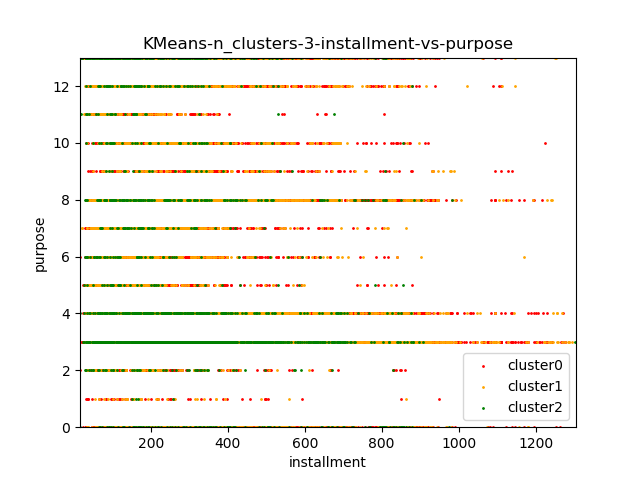 KMeans-n_clusters-3-installment-vs-purpose
purpose
12
10
8
6
4
2
0
cluster0
cluster1
cluster2
200 400 600 800 1000 1200
installment